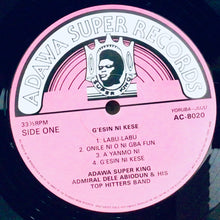 ADAWA SUPER RECORDS
YORUBA-JUJU
33⅓ RPM
SIDE ONE
AC-8020
G'ESIN NI KESE
1. LABU-LABU
2. ONILE NI O NI GBA FUN
3. A YANMO NI
4. G'ESIN NI KESE
ADAWA SUPER KING
ADMIRAL DELE ABIODUN & HIS
TOP HITTERS BAND